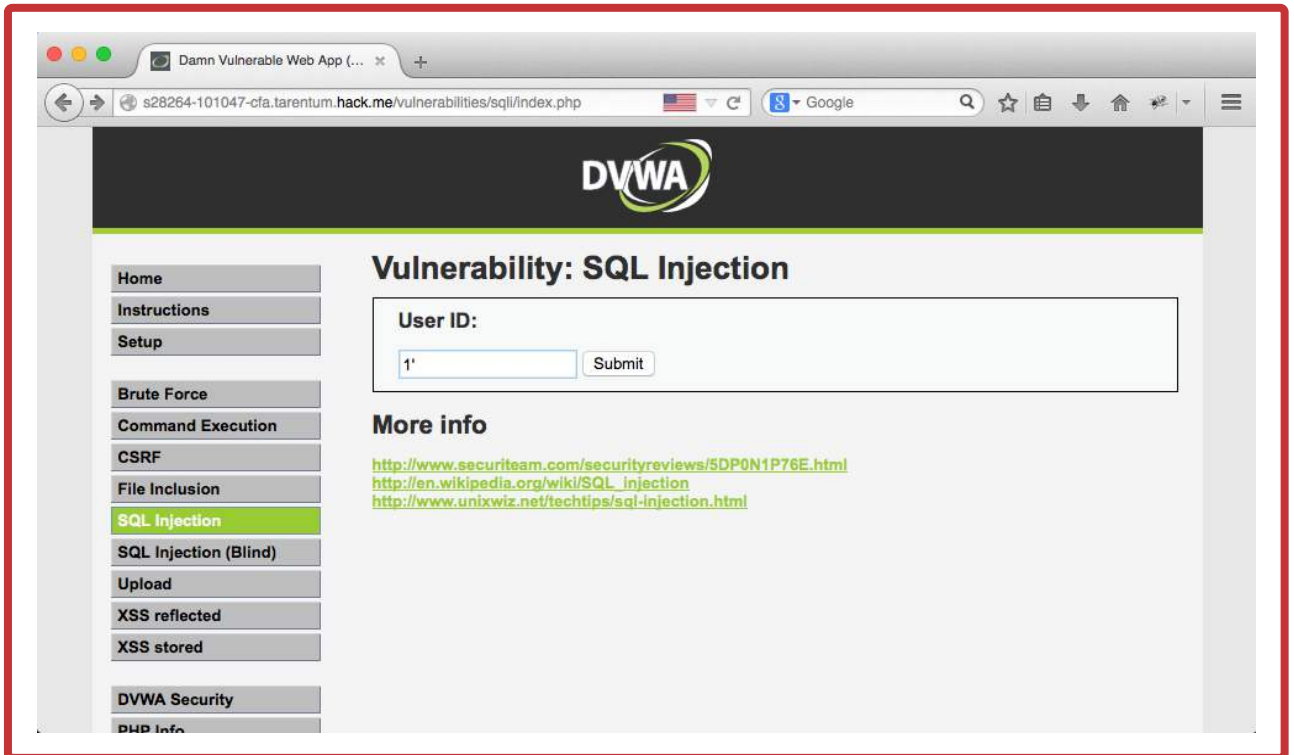 Damn Vulnerable Web App (...
s28264-101047-cfa.tarentum.hack.me/vulnerabilities/sqli/index.php
8
Google
DVWA
Home
Instructions
Setup
Brute Force
Command Execution
CSRF
File Inclusion
SQL Injection
SQL Injection (Blind)
Upload
XSS reflected
XSS stored
DVWA Security
PHP Info
Vulnerability: SQL Injection
User ID:
1'
Submit
More info
http://www.securiteam.com/securityreviews/5DP0N1P76E.html
http://en.wikipedia.org/wiki/SQL_injection
http://www.unixwiz.net/techtips/sql-injection.html